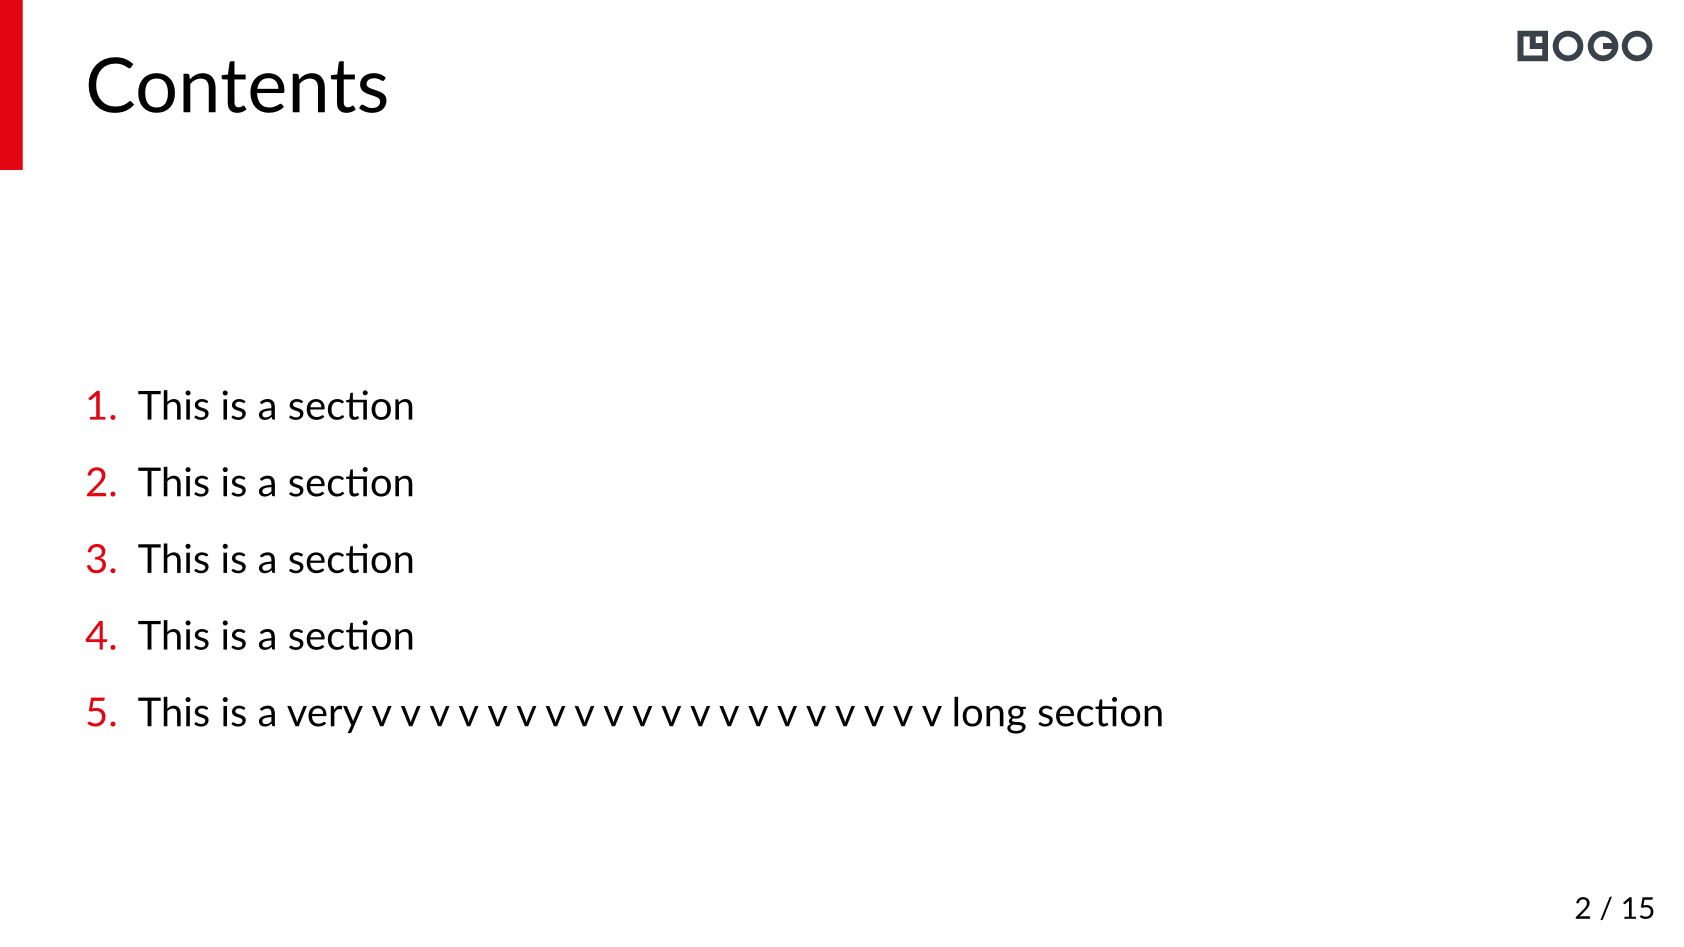 LOGO
Contents
1. This is a section
2. This is a section
3. This is a section
4. This is a section
5. This is a very v v v v v v v v v v v v v v v v v v v v long section
2 / 15